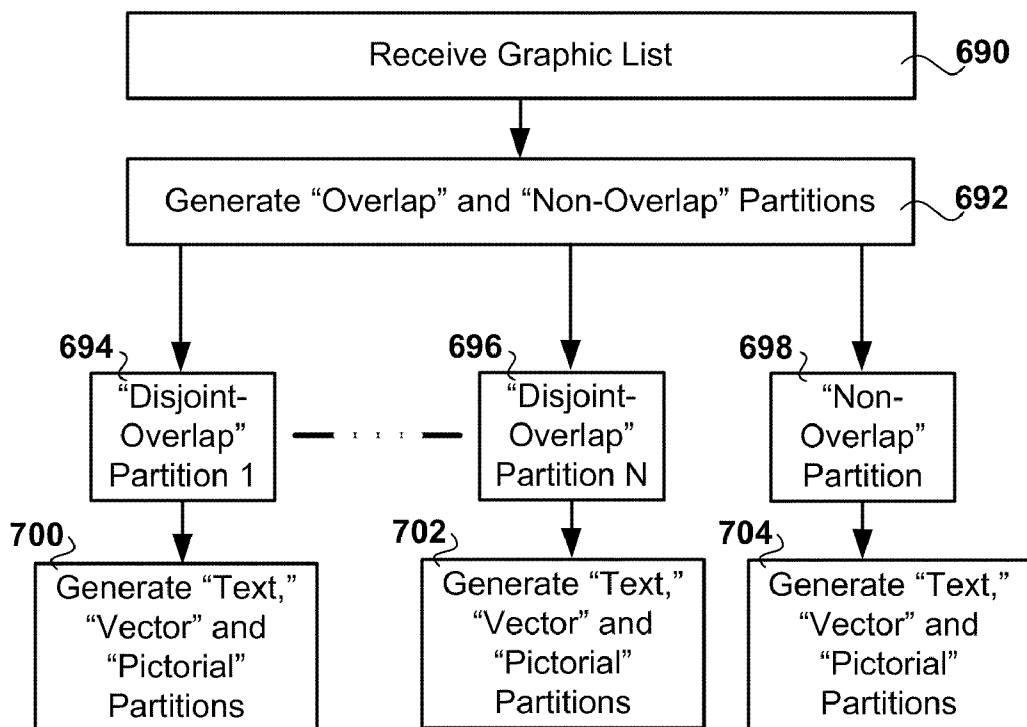 Receive Graphic List
690
Generate “Overlap” and “Non-Overlap” Partitions
692
694
“Disjoint-
Overlap”
Partition 1
696
“Disjoint-
Overlap”
Partition N
698
“Non-
Overlap”
Partition
700
Generate “Text,”
“Vector” and
“Pictorial”
Partitions
702
Generate “Text,”
“Vector” and
“Pictorial”
Partitions
704
Generate “Text,”
“Vector” and
“Pictorial”
Partitions